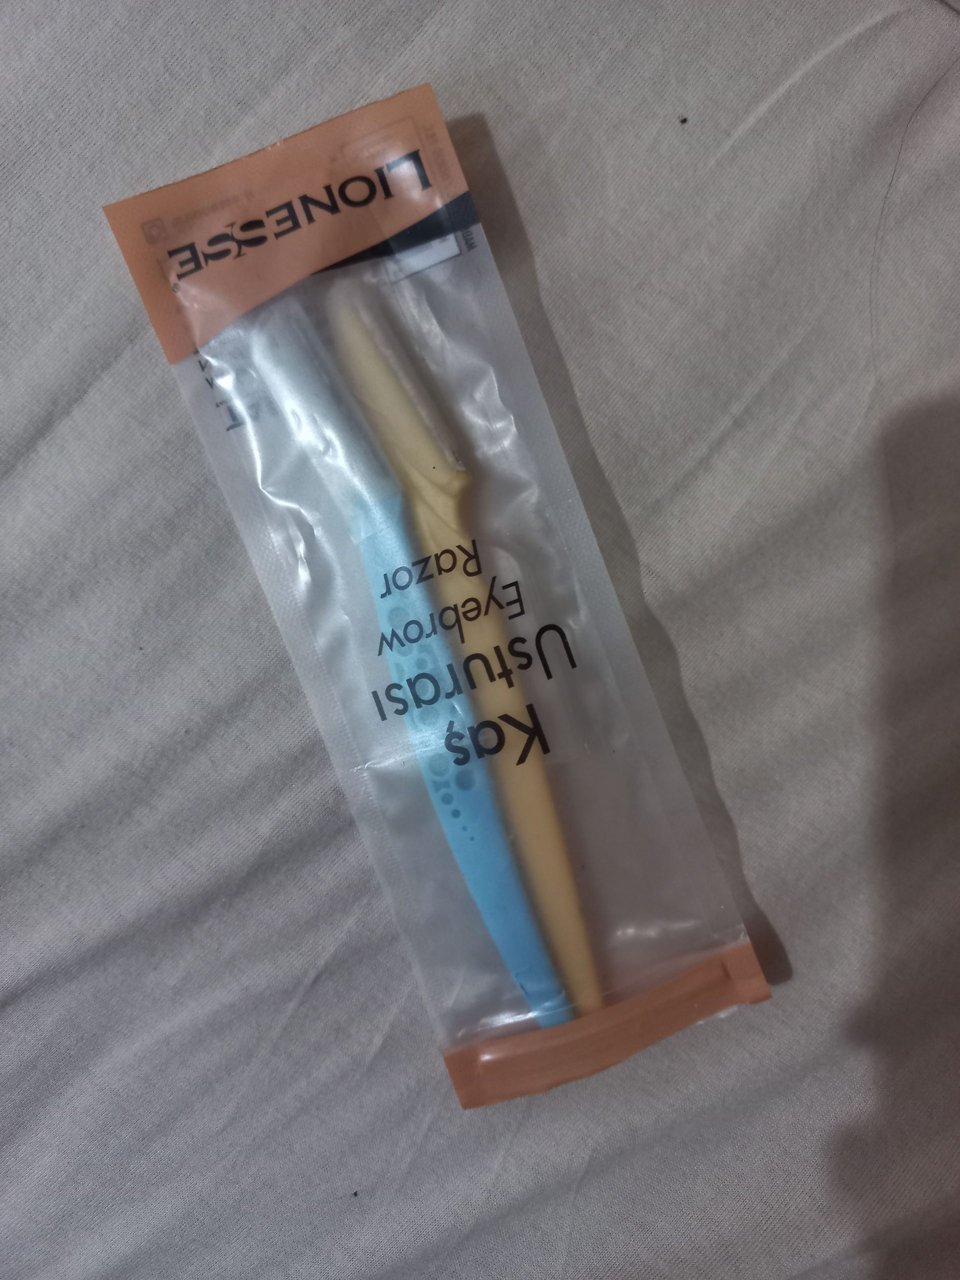 Kaş
Usturası
Eyebrow
Razor
LIONESSE